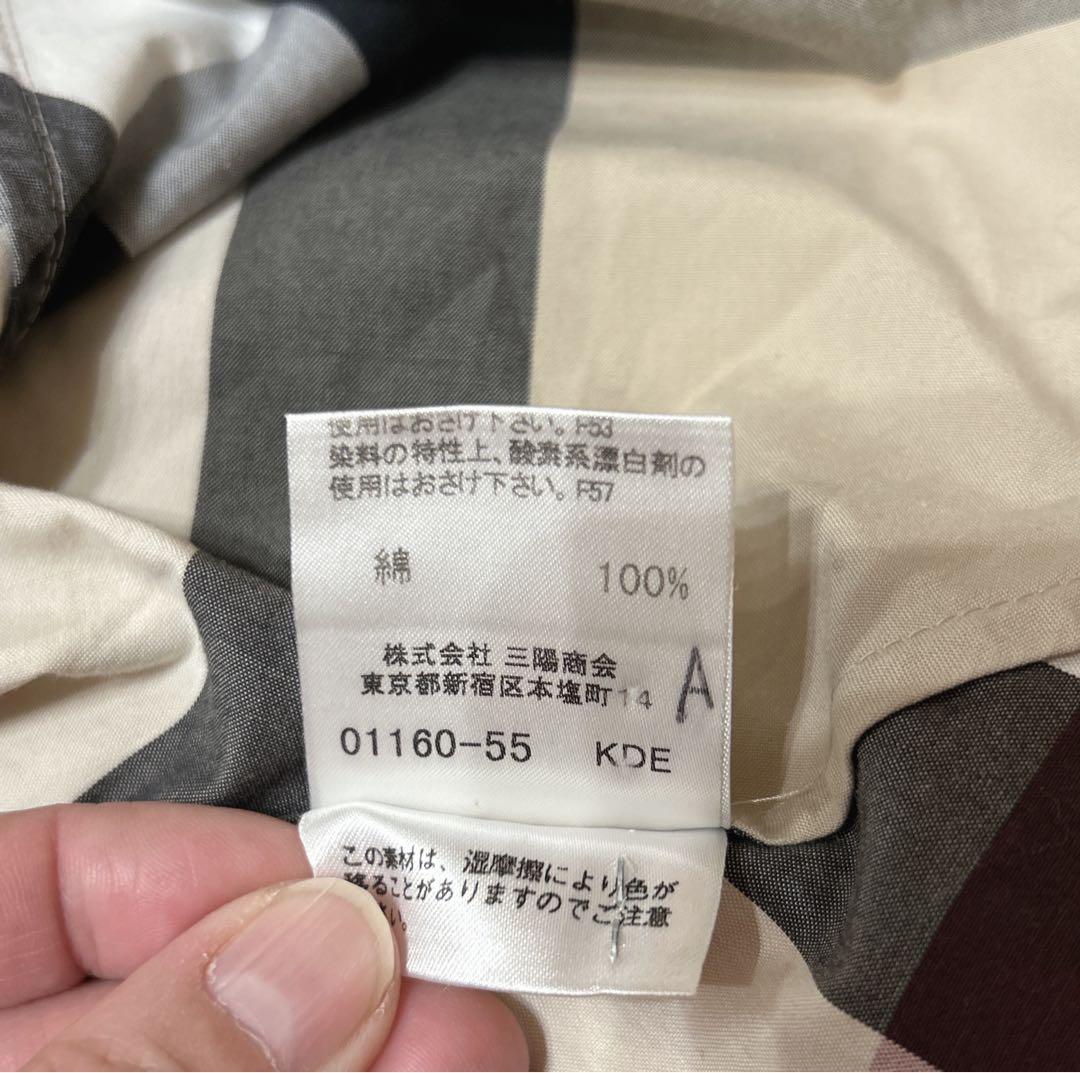 使用はおさけ下さい。F53
染料の特性上、酸素系漂白剤の
使用はおさけ下さい。F57
綿 100%
株式会社 三陽商会
東京都新宿区本塩町14
A
01160-55 KDE
この素材は、湿摩擦により色が
ることがありますのでご注意
い。